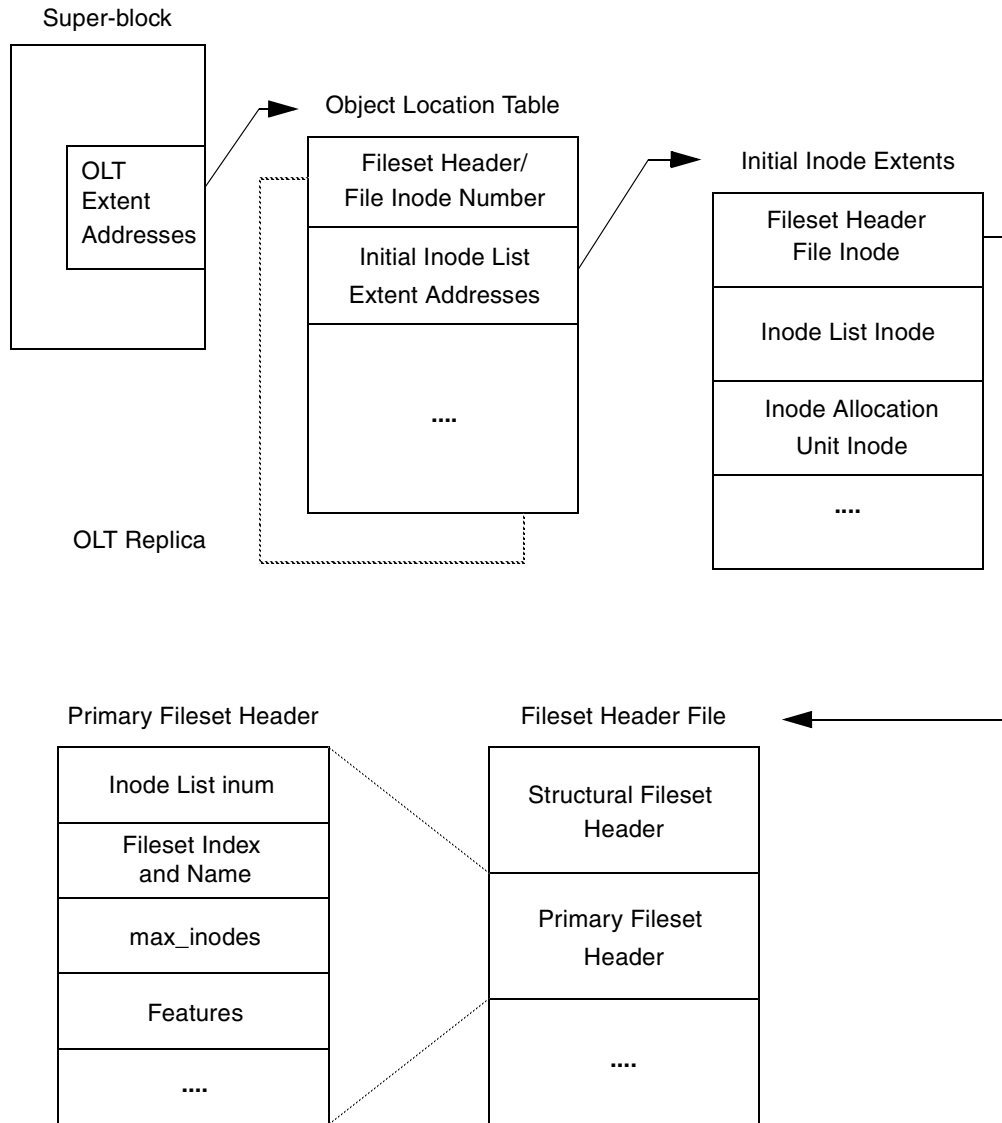 Super-block
OLT
Extent
Addresses
Object Location Table
Fileset Header/
File Inode Number
Initial Inode List
Extent Addresses
....
OLT Replica
Initial Inode Extents
Fileset Header
File Inode
Inode List Inode
Inode Allocation
Unit Inode
....
Primary Fileset Header
Inode List inum
Fileset Index
and Name
max_inodes
Features
....
Fileset Header File
Structural Fileset
Header
Primary Fileset
Header
....